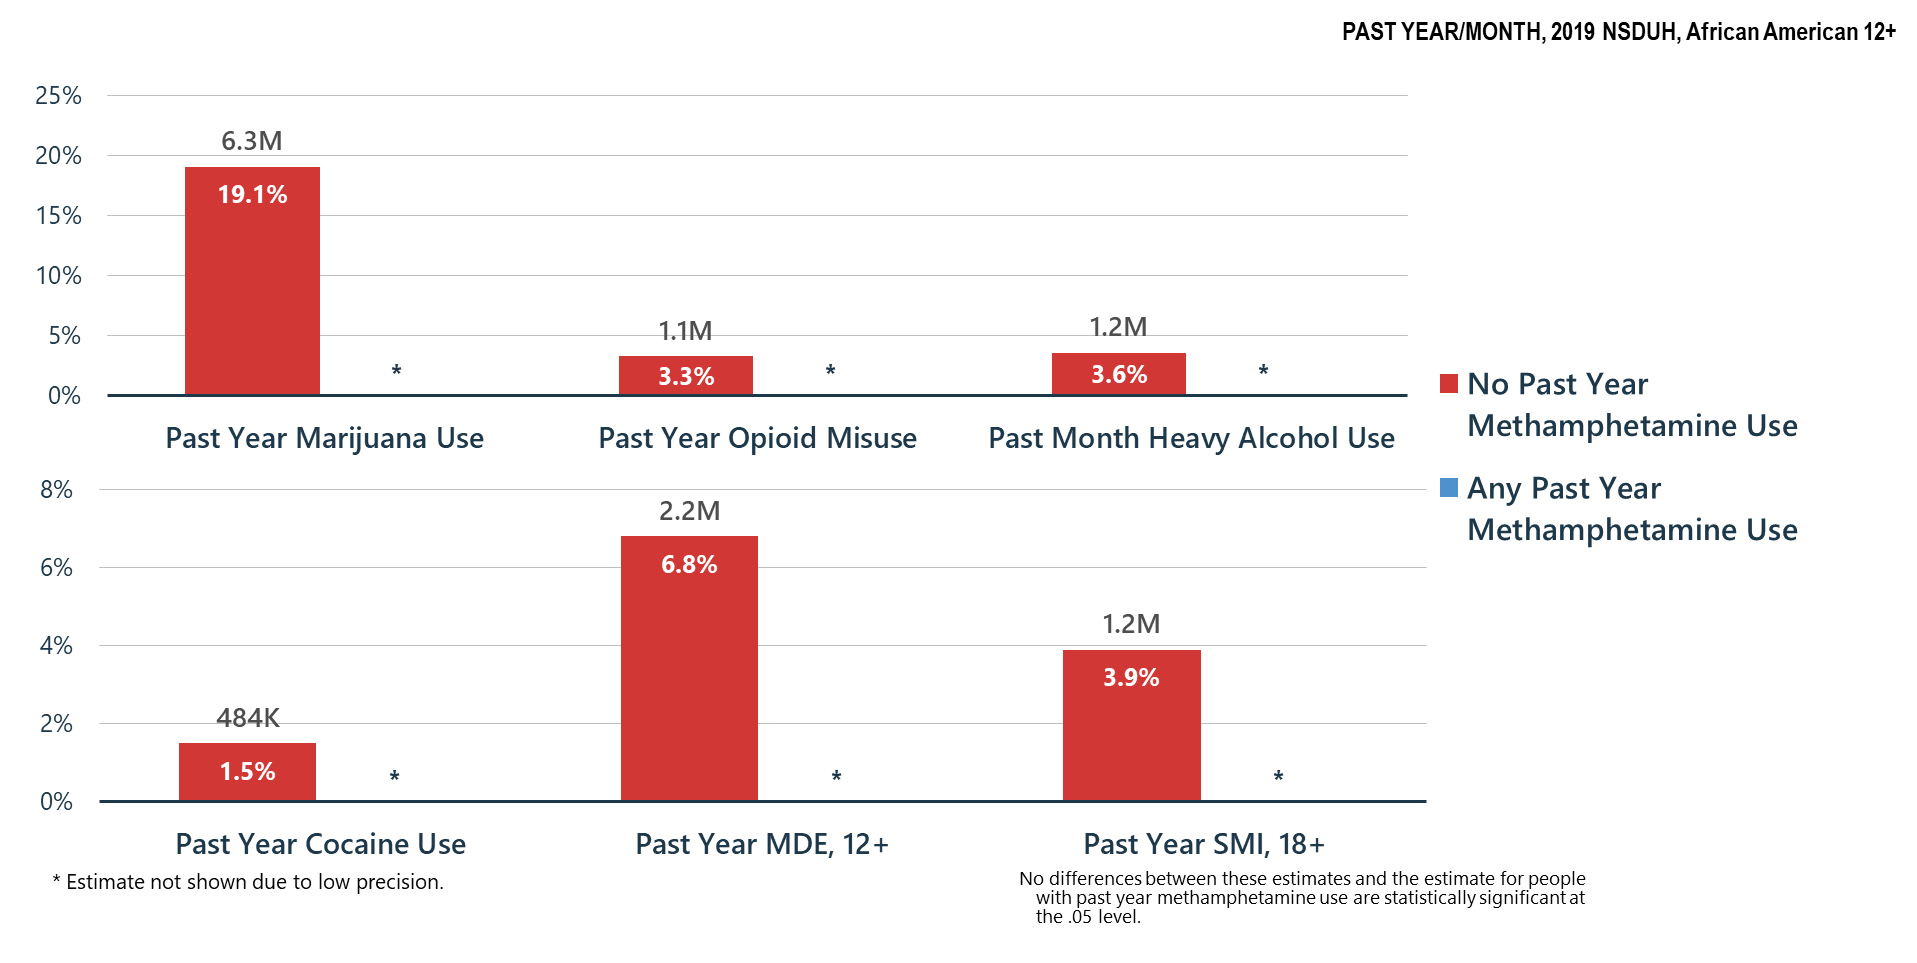 PAST YEAR/MONTH, 2019 NSDUH, African American 12+
25%
20%
15%
10%
5%
0%
6.3M
19.1%
*
1.1M
3.3%
*
1.2M
3.6%
*
Past Year Marijuana Use
Past Year Opioid Misuse
Past Month Heavy Alcohol Use
No Past Year
Methamphetamine Use
Any Past Year
Methamphetamine Use
8%
6%
4%
2%
0%
484K
1.5%
*
2.2M
6.8%
*
1.2M
3.9%
*
Past Year Cocaine Use
Past Year MDE, 12+
Past Year SMI, 18+
* Estimate not shown due to low precision.
No differences between these estimates and the estimate for people
with past year methamphetamine use are statistically significant at
the .05 level.